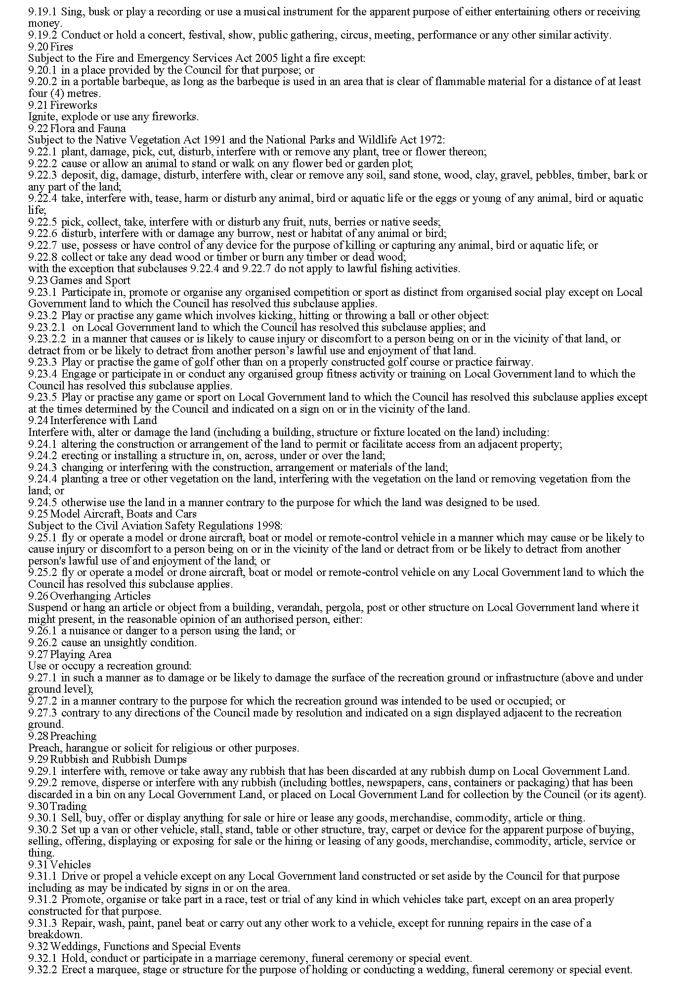 9.19.1 Sing, busk or play a recording or use a musical instrument for the apparent purpose of either entertaining others or receiving
money.
9.19.2 Conduct or hold a concert, festival, show, public gathering, circus, meeting, performance or any other similar activity.
9.20 Fires
Subject to the Fire and Emergency Services Act 2005 light a fire except:
9.20.1 in a place provided by the Council for that purpose; or
9.20.2 in a portable barbeque, as long as the barbeque is used in an area that is clear of flammable material for a distance of at least
four (4) metres.
9.21 Fireworks
Ignite, explode or use any fireworks.
9.22 Flora and Fauna
Subject to the Native Vegetation Act 1991 and the National Parks and Wildlife Act 1972:
9.22.1 plant, damage, pick, cut, disturb, interfere with or remove any plant, tree or flower thereon;
9.22.2 cause or allow an animal to stand or walk on any flower bed or garden plot;
9.22.3 deposit, dig, damage, disturb, interfere with, clear or remove any soil, sand stone, wood, clay, gravel, pebbles, timber, bark or
any part of the land;
9.22.4 take, interfere with, tease, harm or disturb any animal, bird or aquatic life or the eggs or young of any animal, bird or aquatic
life;
9.22.5 pick, collect, take, interfere with or disturb any fruit, nuts, berries or native seeds;
9.22.6 disturb, interfere with or damage any burrow, nest or habitat of any animal or bird;
9.22.7 use, possess or have control of any device for the purpose of killing or capturing any animal, bird or aquatic life; or
9.22.8 collect or take any dead wood or timber or burn any timber or dead wood;
with the exception that subclauses 9.22.4 and 9.22.7 do not apply to lawful fishing activities.
9.23 Games and Sport
9.23.1 Participate in, promote or organise any organised competition or sport as distinct from organised social play except on Local
Government land to which the Council has resolved this subclause applies.
9.23.2 Play or practise any game which involves kicking, hitting or throwing a ball or other object:
9.23.2.1 on Local Government land to which the Council has resolved this subclause applies; and
9.23.2.2 in a manner that causes or is likely to cause injury or discomfort to a person being on or in the vicinity of that land, or
detract from or be likely to detract from another person’s lawful use and enjoyment of that land.
9.23.3 Play or practise the game of golf other than on a properly constructed golf course or practice fairway.
9.23.4 Engage or participate in or conduct any organised group fitness activity or training on Local Government land to which the
Council has resolved this subclause applies.
9.23.5 Play or practise any game or sport on Local Government land to which the Council has resolved this subclause applies except
at the times determined by the Council and indicated on a sign on or in the vicinity of the land.
9.24 Interference with Land
Interfere with, alter or damage the land (including a building, structure or fixture located on the land) including:
9.24.1 altering the construction or arrangement of the land to permit or facilitate access from an adjacent property;
9.24.2 erecting or installing a structure in, on, across, under or over the land;
9.24.3 changing or interfering with the construction, arrangement or materials of the land;
9.24.4 planting a tree or other vegetation on the land, interfering with the vegetation on the land or removing vegetation from the
land; or
9.24.5 otherwise use the land in a manner contrary to the purpose for which the land was designed to be used.
9.25 Model Aircraft, Boats and Cars
Subject to the Civil Aviation Safety Regulations 1998:
9.25.1 fly or operate a model or drone aircraft, boat or model or remote-control vehicle in a manner which may cause or be likely to
cause injury or discomfort to a person being on or in the vicinity of the land or detract from or be likely to detract from another
person's lawful use of and enjoyment of the land; or
9.25.2 fly or operate a model or drone aircraft, boat or model or remote-control vehicle on any Local Government land to which the
Council has resolved this subclause applies.
9.26 Overhanging Articles
Suspend or hang an article or object from a building, verandah, pergola, post or other structure on Local Government land where it
might present, in the reasonable opinion of an authorised person, either:
9.26.1 a nuisance or danger to a person using the land; or
9.26.2 cause an unsightly condition.
9.27 Playing Area
Use or occupy a recreation ground:
9.27.1 in such a manner as to damage or be likely to damage the surface of the recreation ground or infrastructure (above and under
ground level);
9.27.2 in a manner contrary to the purpose for which the recreation ground was intended to be used or occupied; or
9.27.3 contrary to any directions of the Council made by resolution and indicated on a sign displayed adjacent to the recreation
ground.
9.28 Preaching
Preach, harangue or solicit for religious or other purposes.
9.29 Rubbish and Rubbish Dumps
9.29.1 interfere with, remove or take away any rubbish that has been discarded at any rubbish dump on Local Government Land.
9.29.2 remove, disperse or interfere with any rubbish (including bottles, newspapers, cans, containers or packaging) that has been
discarded in a bin on any Local Government Land, or placed on Local Government Land for collection by the Council (or its agent).
9.30 Trading
9.30.1 Sell, buy, offer or display anything for sale or hire or lease any goods, merchandise, commodity, article or thing.
9.30.2 Set up a van or other vehicle, stall, stand, table or other structure, tray, carpet or device for the apparent purpose of buying,
selling, offering, displaying or exposing for sale or the hiring or leasing of any goods, merchandise, commodity, article, service or
thing.
9.31 Vehicles
9.31.1 Drive or propel a vehicle except on any Local Government land constructed or set aside by the Council for that purpose
including as may be indicated by signs in or on the area.
9.31.2 Promote, organise or take part in a race, test or trial of any kind in which vehicles take part, except on an area properly
constructed for that purpose.
9.31.3 Repair, wash, paint, panel beat or carry out any other work to a vehicle, except for running repairs in the case of a
breakdown.
9.32 Weddings, Functions and Special Events
9.32.1 Hold, conduct or participate in a marriage ceremony, funeral ceremony or special event.
9.32.2 Erect a marquee, stage or structure for the purpose of holding or conducting a wedding, funeral ceremony or special event.